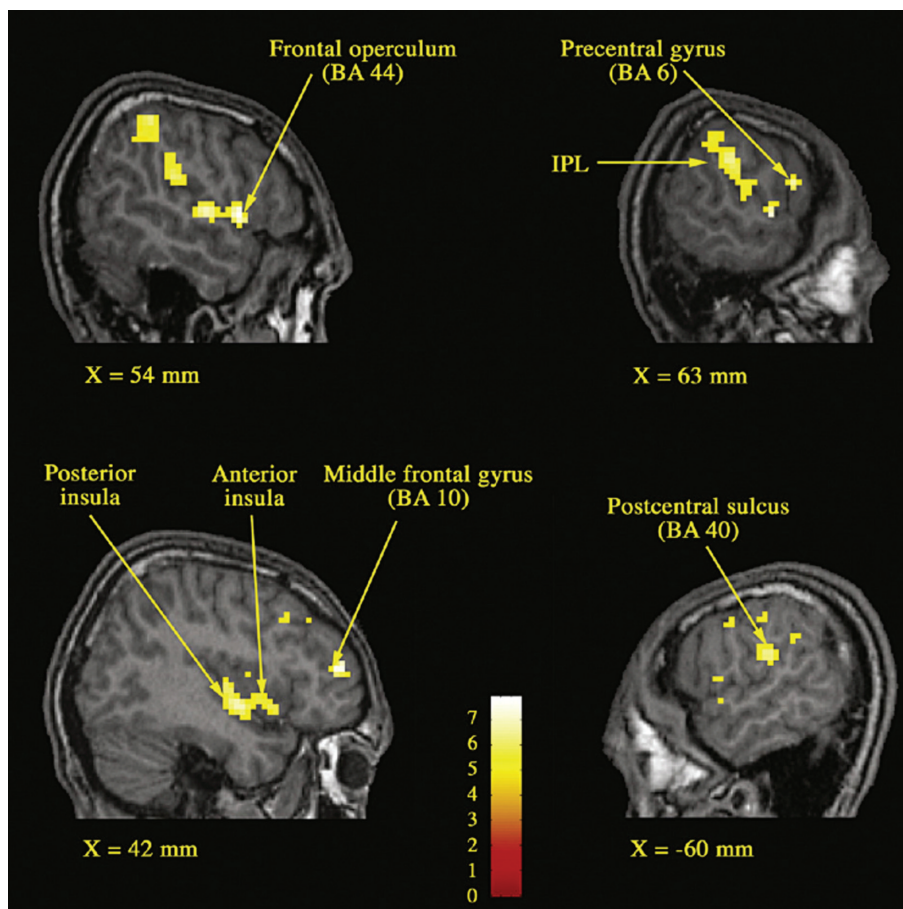 Frontal operculum
(BA 44)
Precentral gyrus
(BA 6)
IPL
X = 54 mm
X = 63 mm
Posterior
insula
Anterior
insula
Middle frontal gyrus
(BA 10)
Postcentral sulcus
(BA 40)
7
6
5
4
3
2
1
0
X = 42 mm
X = -60 mm